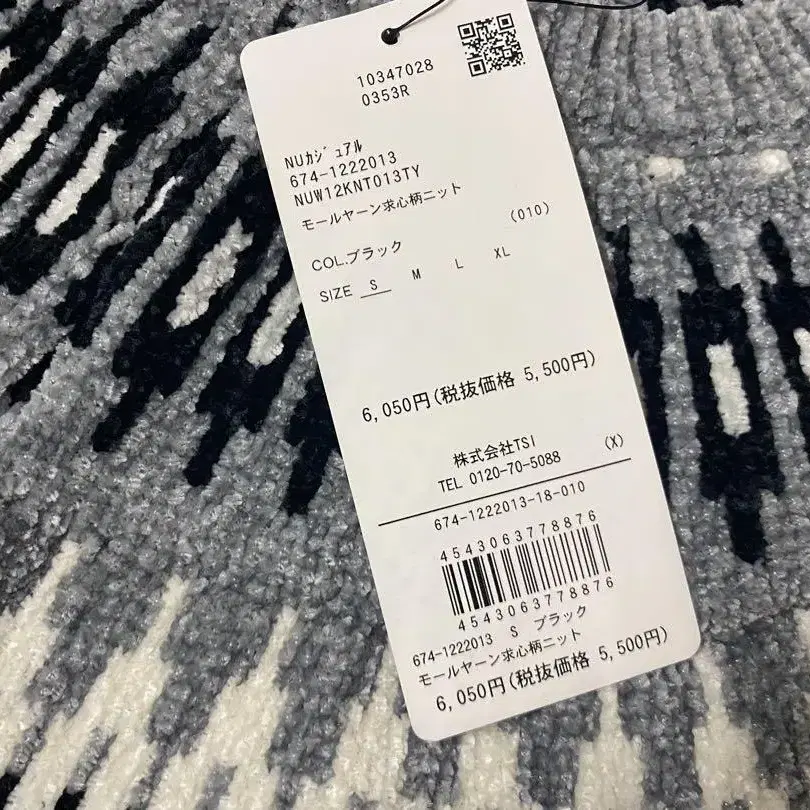 10347028
0353R
NUｶｼﾞｭｱﾙ
674-1222013
NUW12KNT013TY
モールヤーン求心柄ニット
COL.ブラック (010)
SIZE S M L XL
6,050円(税抜価格 5,500円)
株式会社TSI (X)
TEL 0120-70-5088
674-1222013-18-010
4543063778876
4543063778876
674-1222013 S ブラック
モールヤーン求心柄ニット
6,050円(税抜価格 5,500円)